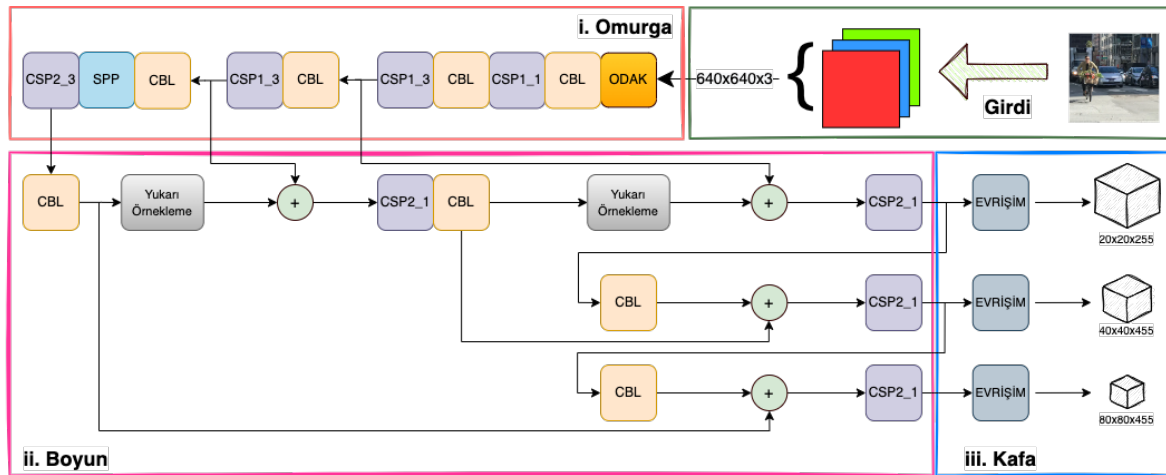 i. Omurga
CSP2_3
SPP
CBL
CSP1_3
CBL
CSP1_3
CBL
CSP1_1
CBL
ODAK
640x640x3
{
Girdi
CBL
Yukarı
Örnekleme
+
CSP2_1
CBL
Yukarı
Örnekleme
+
CSP2_1
EVRİŞİM
20x20x255
CBL
+
CSP2_1
EVRİŞİM
40x40x455
CBL
+
CSP2_1
EVRİŞİM
80x80x455
ii. Boyun
iii. Kafa